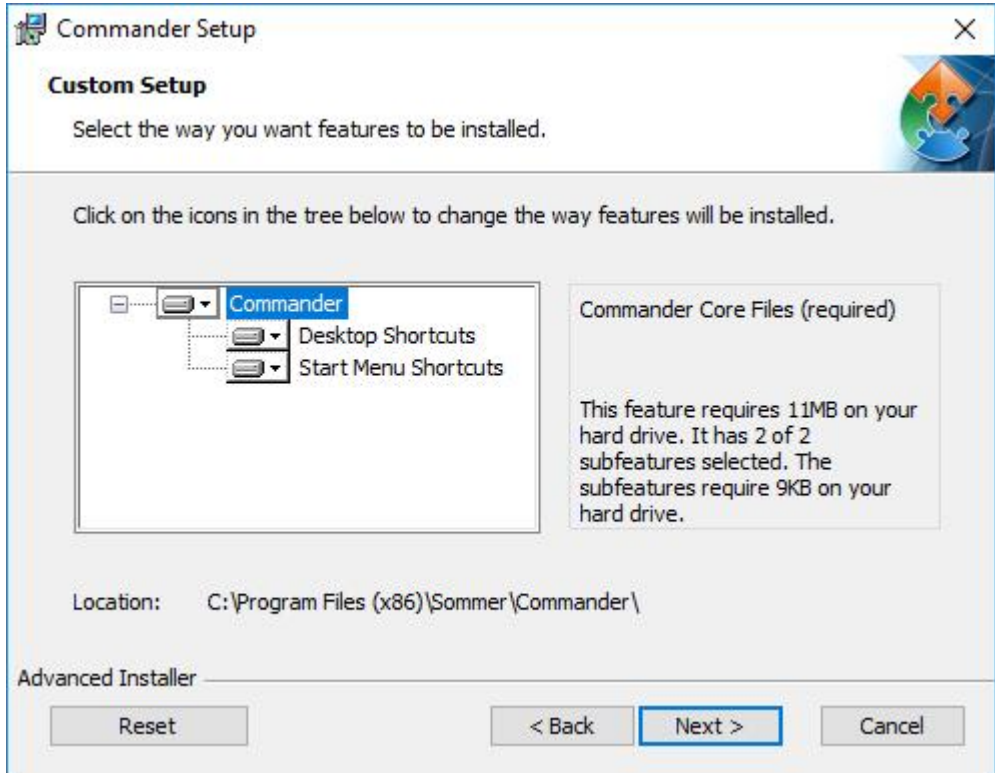 Commander Setup
Custom Setup
Select the way you want features to be installed.
Click on the icons in the tree below to change the way features will be installed.
Commander
Desktop Shortcuts
Start Menu Shortcuts
Commander Core Files (required)
This feature requires 11MB on your
hard drive. It has 2 of 2
subfeatures selected. The
subfeatures require 9KB on your
hard drive.
Location: C:\Program Files (x86)\Sommer\Commander\
Advanced Installer
Reset < Back Next > Cancel